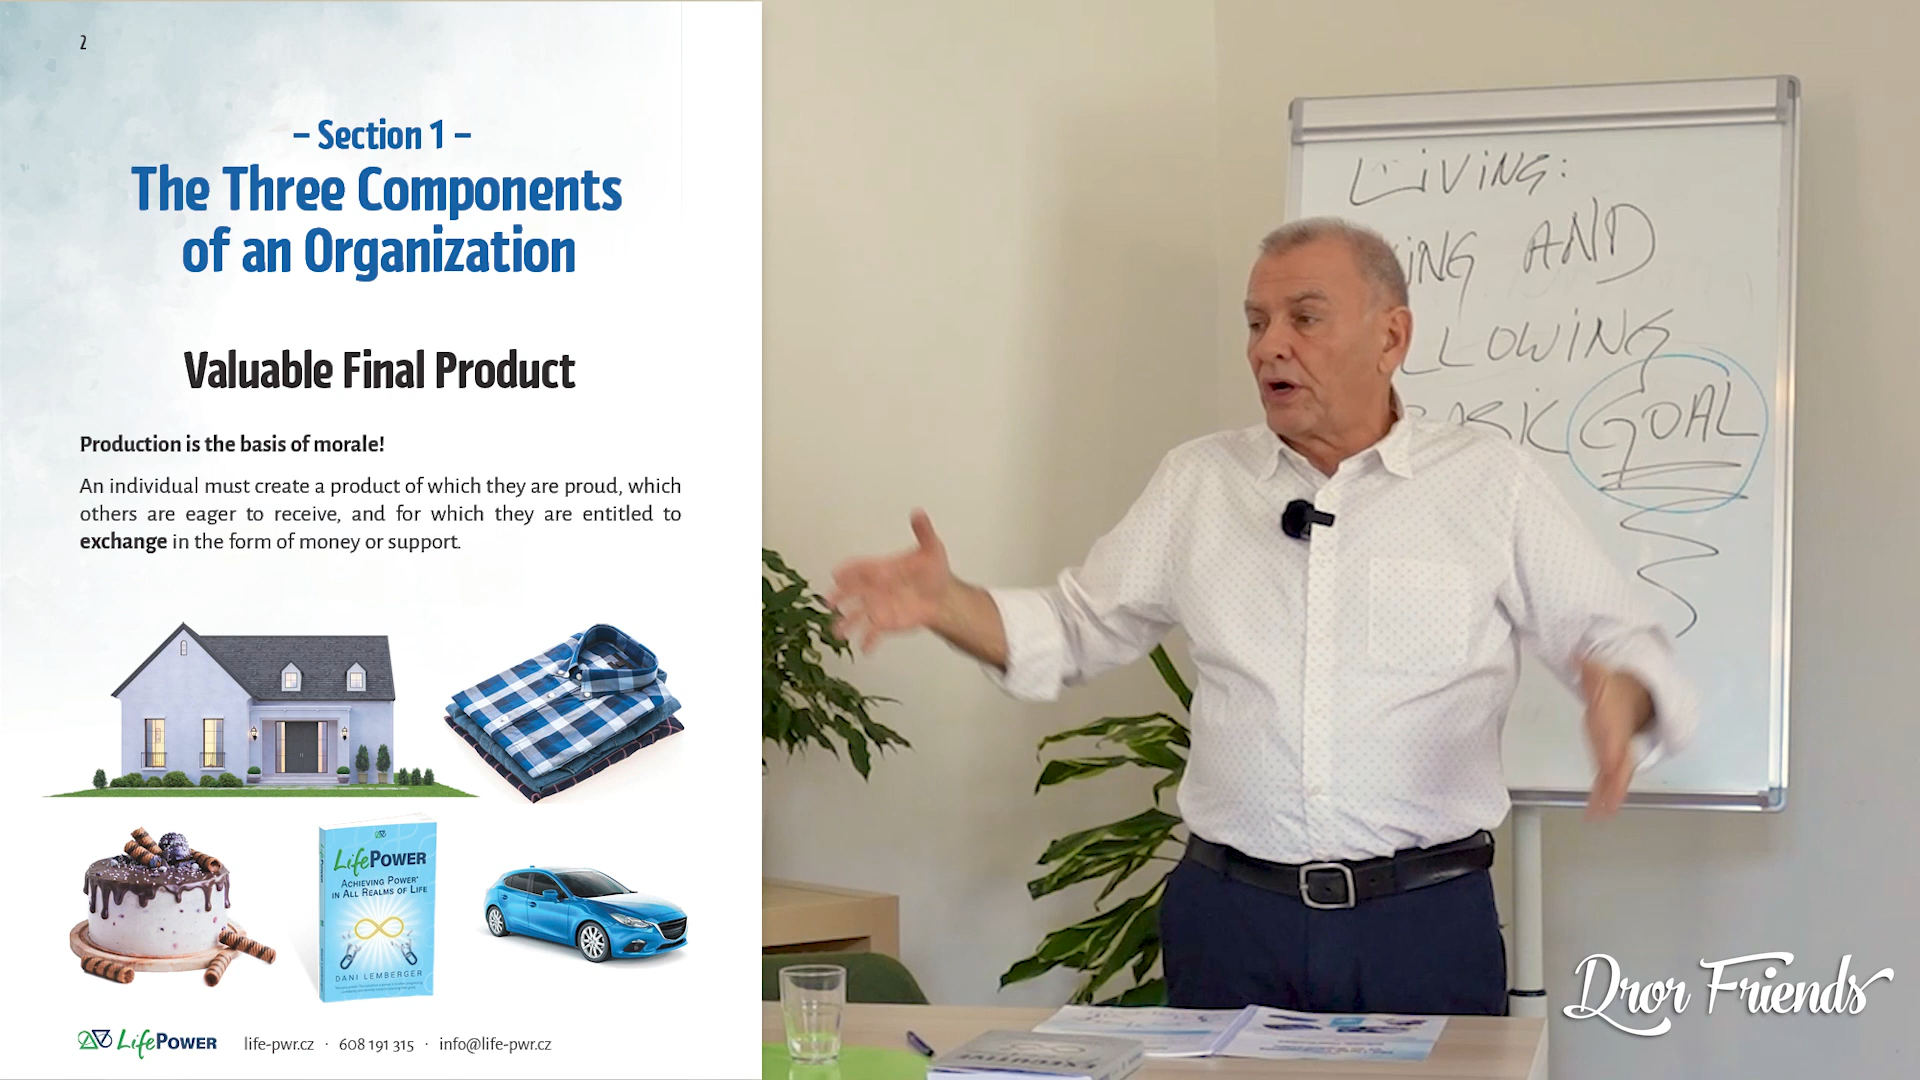 2
– Section 1 –
The Three Components
of an Organization
Valuable Final Product
Production is the basis of morale!
An individual must create a product of which they are proud, which
others are eager to receive, and for which they are entitled to
exchange in the form of money or support.
LifePOWER
ACHIEVING POWER
IN ALL REALMS OF LIFE
DANI LEMBERGER
LifePOWER life-pwr.cz · 608 191 315 · info@life-pwr.cz
LIVING:
ING AND
LLOWING
BASIC GOAL
EXECUTIVE
Dror Friends